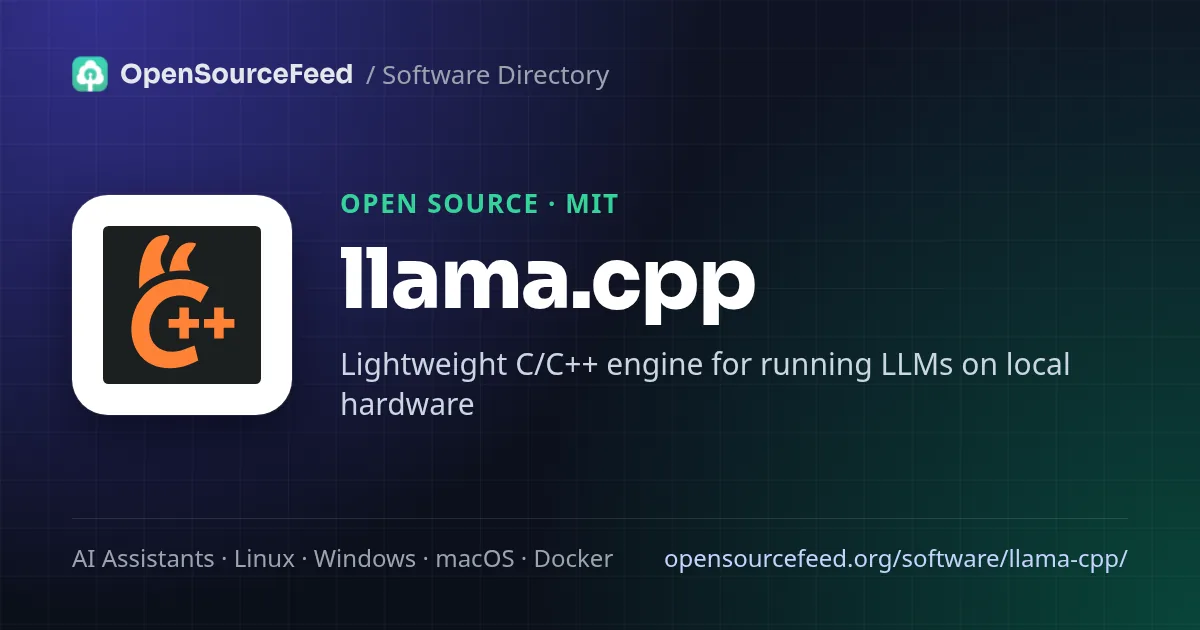 OpenSourceFeed / Software Directory
OPEN SOURCE · MIT
llama.cpp
C++
Lightweight C/C++ engine for running LLMs on local
hardware
AI Assistants · Linux · Windows · macOS · Docker
opensourcefeed.org/software/llama-cpp/